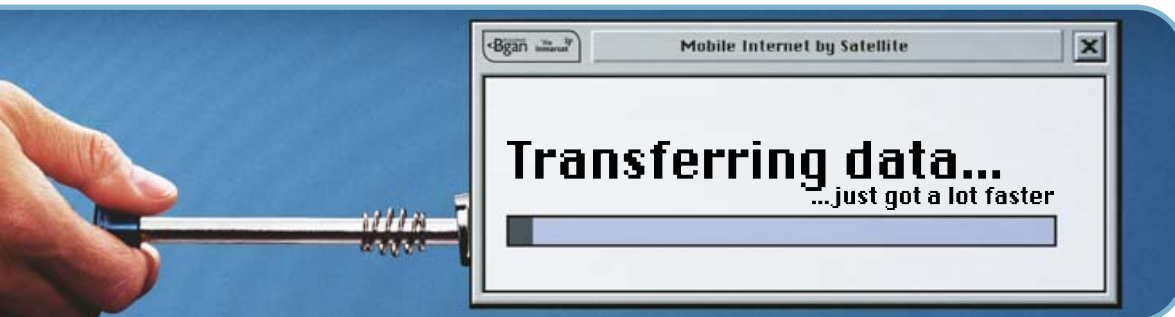 Bgan
Mobile Internet by Satellite
Transferring data...
...just got a lot faster